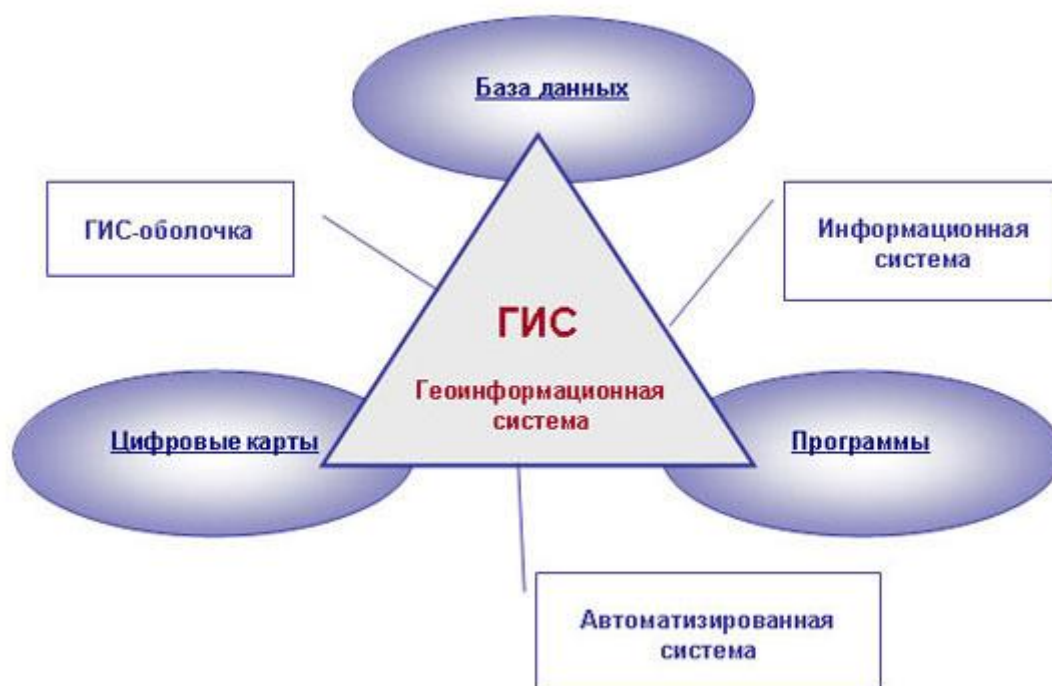 База данных
ГИС-оболочка
Информационная
система
ГИС
Геоинформационная
система
Цифровые карты
Программы
Автоматизированная
система